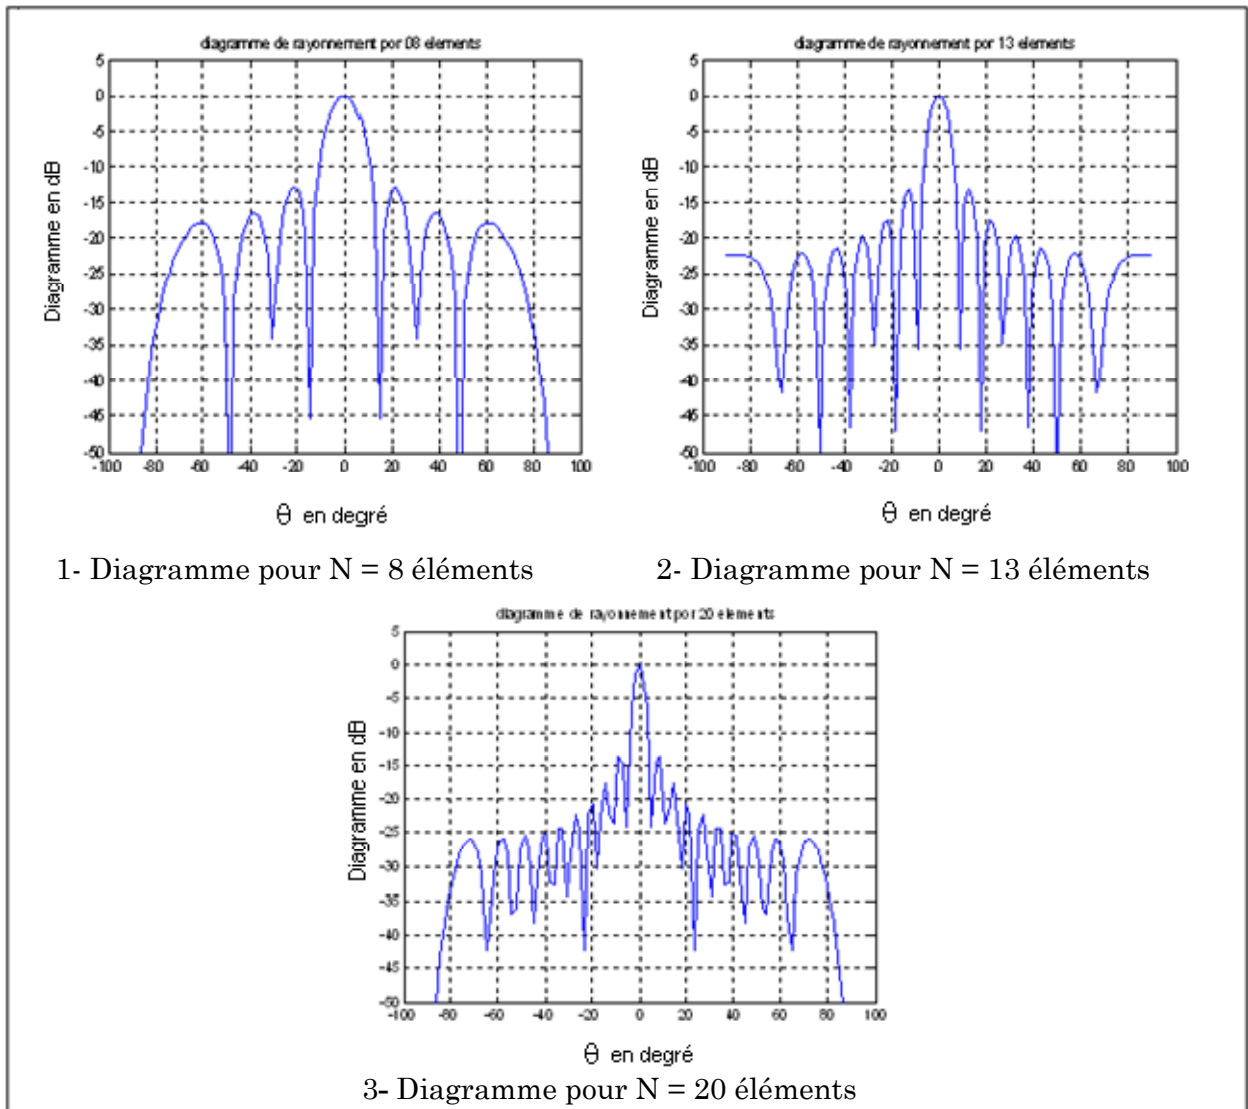 diagramme de rayonnement por 08 elements
5
0
-5
-10
-15
-20
-25
-30
-35
-40
-45
-50
Diagramme en dB
-100 -80 -60 -40 -20 0 20 40 60 80 100
θ en degré
1- Diagramme pour N = 8 éléments
diagramme de rayonnement por 13 elements
5
0
-5
-10
-15
-20
-25
-30
-35
-40
-45
-50
Diagramme en dB
-100 -80 -60 -40 -20 0 20 40 60 80 100
θ en degré
2- Diagramme pour N = 13 éléments
diagramme de rayonnement por 20 elements
5
0
-5
-10
-15
-20
-25
-30
-35
-40
-45
-50
Diagramme en dB
-100 -80 -60 -40 -20 0 20 40 60 80 100
θ en degré
3- Diagramme pour N = 20 éléments